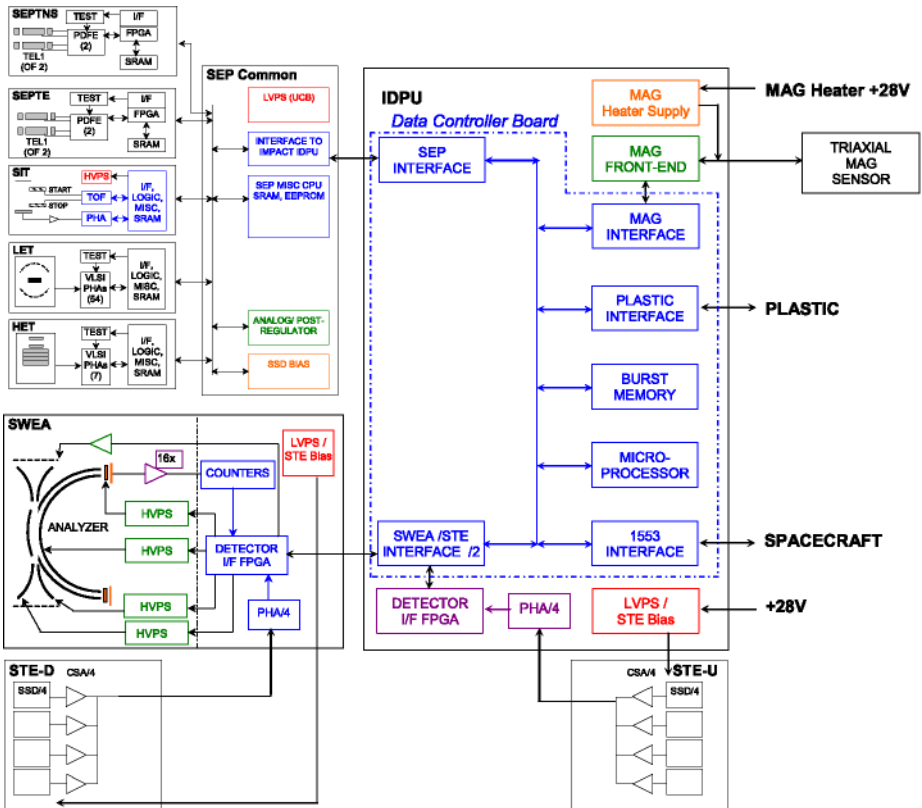 SEPTNS
TEST
I/F
PDFE
(2)
FPGA
TEL1
(OF 2)
SRAM
SEPTE
TEST
I/F
PDFE
(2)
FPGA
TEL1
(OF 2)
SRAM
SIT
HVPS
START
TOF
STOP
PHA
I/F,
LOGIC,
MISC,
SRAM
LET
TEST
VLSI
PHAs
(54)
I/F,
LOGIC,
MISC,
SRAM
HET
TEST
VLSI
PHAs
(7)
I/F,
LOGIC,
MISC,
SRAM
SEP Common
LVPS (UCB)
INTERFACE TO
IMPACT IDPU
SEP MISC CPU
SRAM, EEPROM
ANALOG/ POST-
REGULATOR
SSD BIAS
IDPU
MAG
Heater Supply
MAG Heater +28V
Data Controller Board
SEP
INTERFACE
MAG
FRONT-END
TRIAXIAL
MAG
SENSOR
MAG
INTERFACE
PLASTIC
INTERFACE
PLASTIC
BURST
MEMORY
MICRO-
PROCESSOR
SWEA /STE
INTERFACE /2
1553
INTERFACE
SPACECRAFT
DETECTOR
I/F FPGA
PHA/4
LVPS /
STE Bias
+28V
SWEA
16x
COUNTERS
LVPS /
STE Bias
ANALYZER
HVPS
HVPS
DETECTOR
I/F FPGA
HVPS
HVPS
PHA/4
STE-D
CSA/4
SSD/4
CSA/4
STE-U
SSD/4